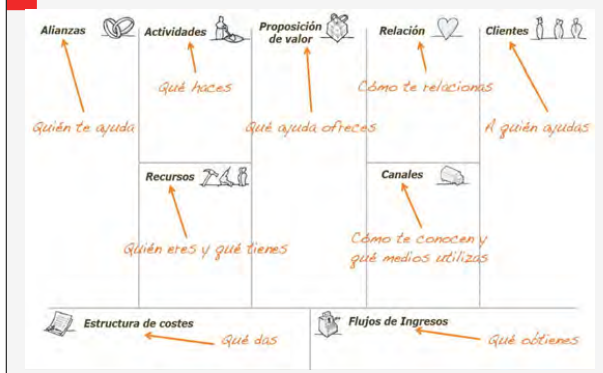 Alianzas
Quién te ayuda
Actividades
Qué haces
Recursos
Quién eres y qué tienes
Proposición
de valor
Qué ayuda ofreces
Relación
Cómo te relacionas
Canales
Cómo te conocen y
qué medios utilizas
Clientes
A quién ayudas
Estructura de costes
Qué das
Flujos de Ingresos
Qué obtienes